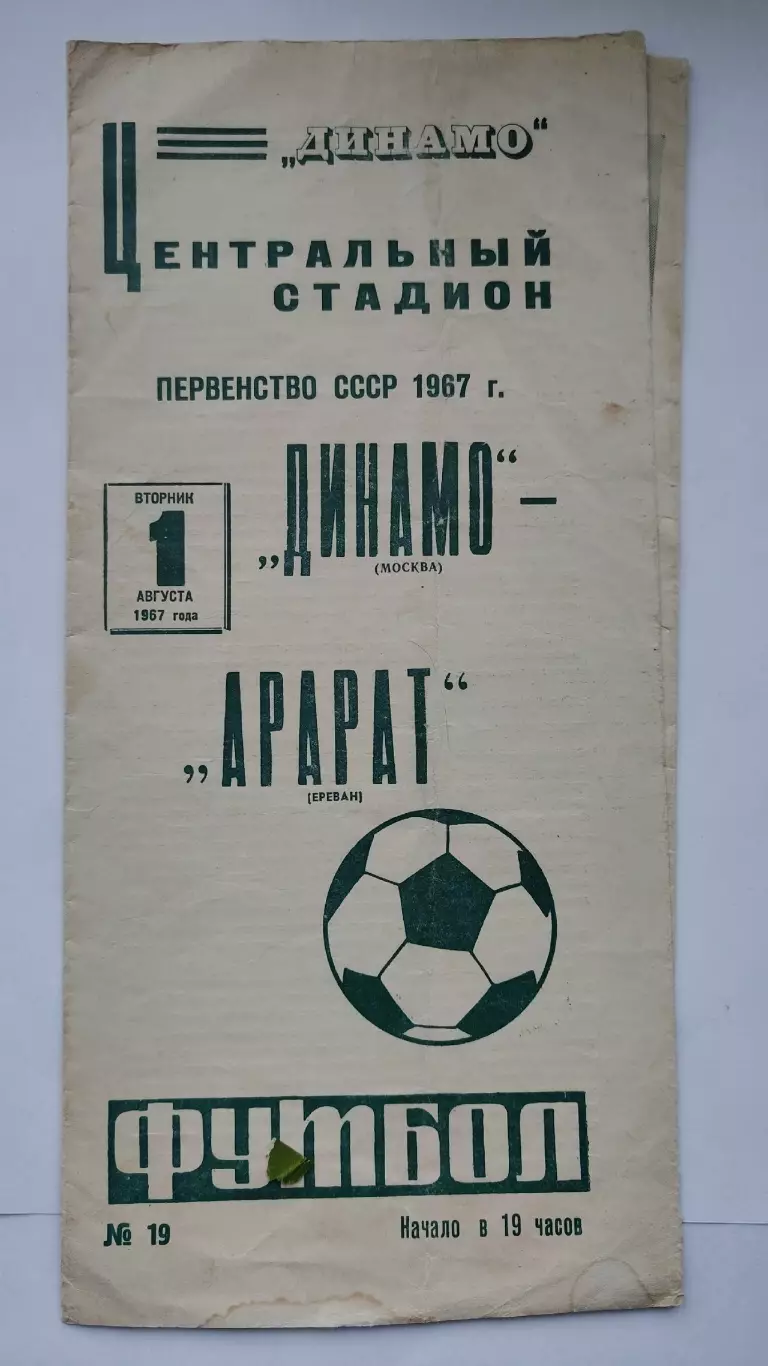 „ДИНАМО“
ЦЕНТРАЛЬНЫЙ
СТАДИОН
ПЕРВЕНСТВО СССР 1967 г.
ВТОРНИК
1
АВГУСТА
1967 года
„ДИНАМО“ —
(МОСКВА)
„АРАРАТ“
(ЕРЕВАН)
ФУТБОЛ
№ 19
Начало в 19 часов